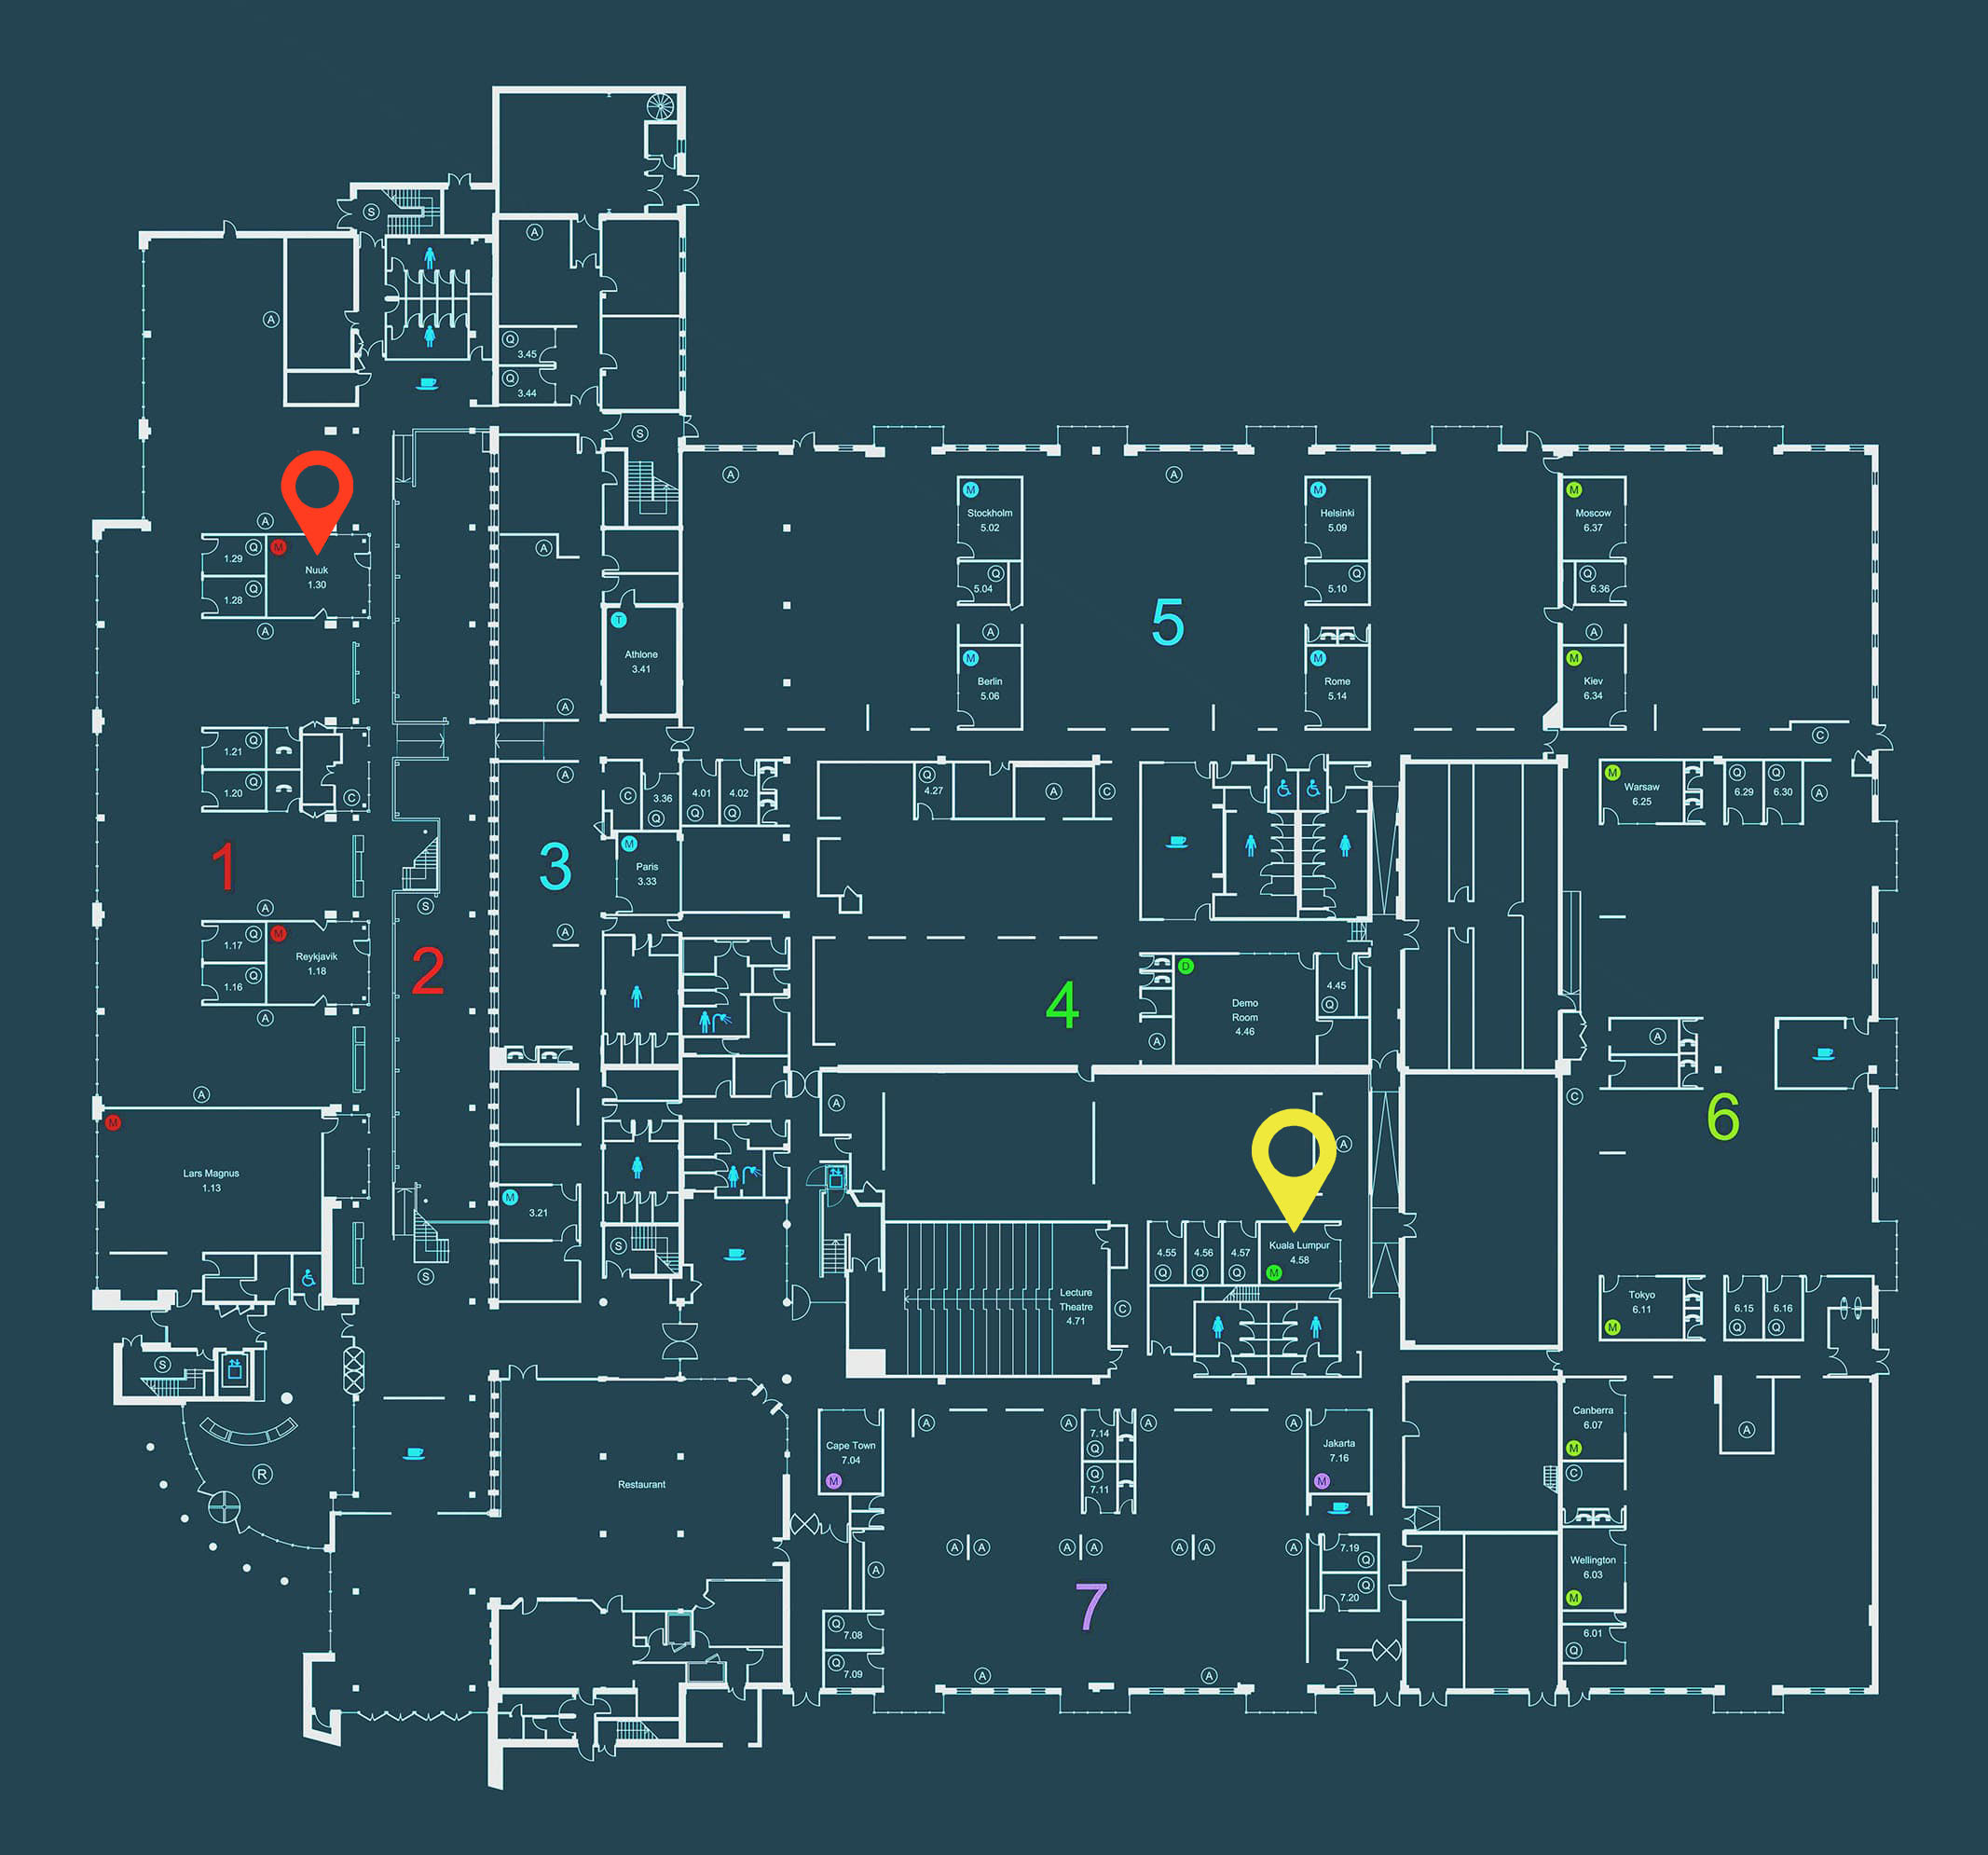 S
A
A
Q
3.45
Q
3.44
S
A
A
M
Stockholm
5.02
M
Helsinki
5.09
M
Moscow
6.37
A
1.29
Q
M
Nuuk
1.30
1.28
Q
A
A
Q
5.04
Q
5.10
Q
6.36
T
Athlone
3.41
5
A
A
M
Berlin
5.06
M
Rome
5.14
M
Kiev
6.34
A
C
1.21
Q
1.20
Q
C
A
C
3.36
Q
4.01
Q
4.02
Q
Q
4.27
A
C
M
Warsaw
6.25
Q
6.29
Q
6.30
A
1
3
M
Paris
3.33
A
S
A
1.17
Q
M
Reykjavik
1.18
1.16
Q
A
2
4
D
Demo
Room
4.46
4.45
Q
A
A
A
M
Lars Magnus
1.13
A
A
C
6
M
3.21
S
S
4.55
Q
4.56
Q
4.57
Q
Kuala Lumpur
4.58
M
Lecture
Theatre
4.71
C
Tokyo
6.11
M
6.15
Q
6.16
Q
S
R
Restaurant
Cape Town
7.04
M
A
A
7.14
Q
A
A
Q
7.11
Jakarta
7.16
M
Canberra
6.07
M
C
A
A
A
A
A
A
A
A
A
7.19
Q
Q
7.20
Wellington
6.03
M
6.01
Q
7
Q
7.08
Q
7.09
A
A